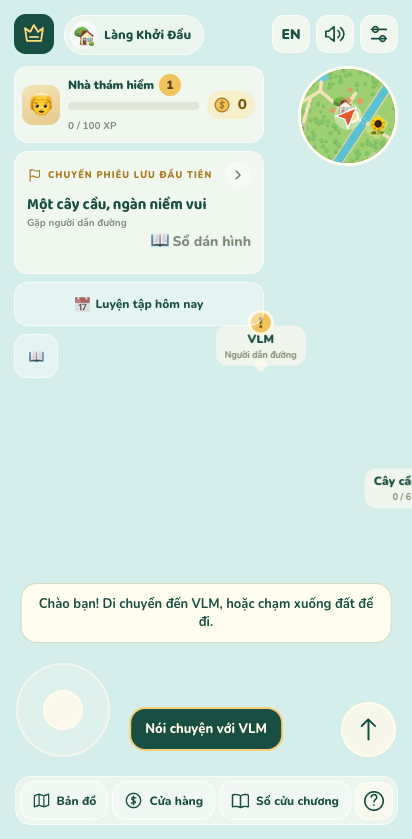 Làng Khởi Đầu
EN
Nhà thám hiểm 1
0
0 / 100 XP
CHUYẾN PHIÊU LƯU ĐẦU TIÊN
Một cây cầu, ngàn niềm vui
Gặp người dẫn đường
Sổ dán hình
Luyện tập hôm nay
VLM
Người dẫn đường
Cây cầ
0 / 6
Chào bạn! Di chuyển đến VLM, hoặc chạm xuống đất để
đi.
Nói chuyện với VLM
Bản đồ
Cửa hàng
Sổ cửu chương